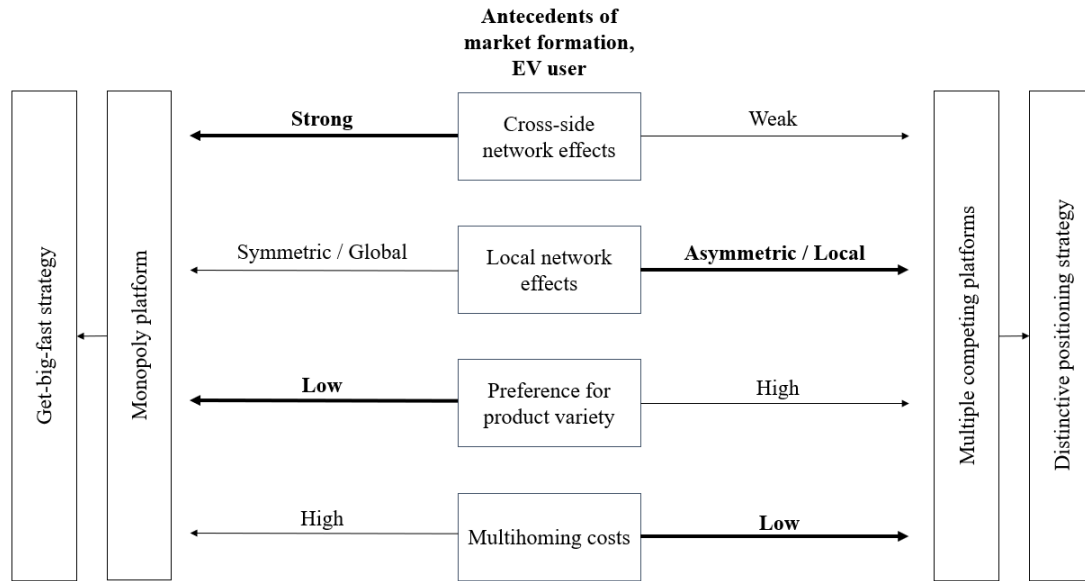 Antecedents of
market formation,
EV user
Get-big-fast strategy
Monopoly platform
Strong
Cross-side
network effects
Weak
Symmetric / Global
Local network
effects
Asymmetric / Local
Low
Preference for
product variety
High
High
Multihoming costs
Low
Multiple competing platforms
Distinctive positioning strategy